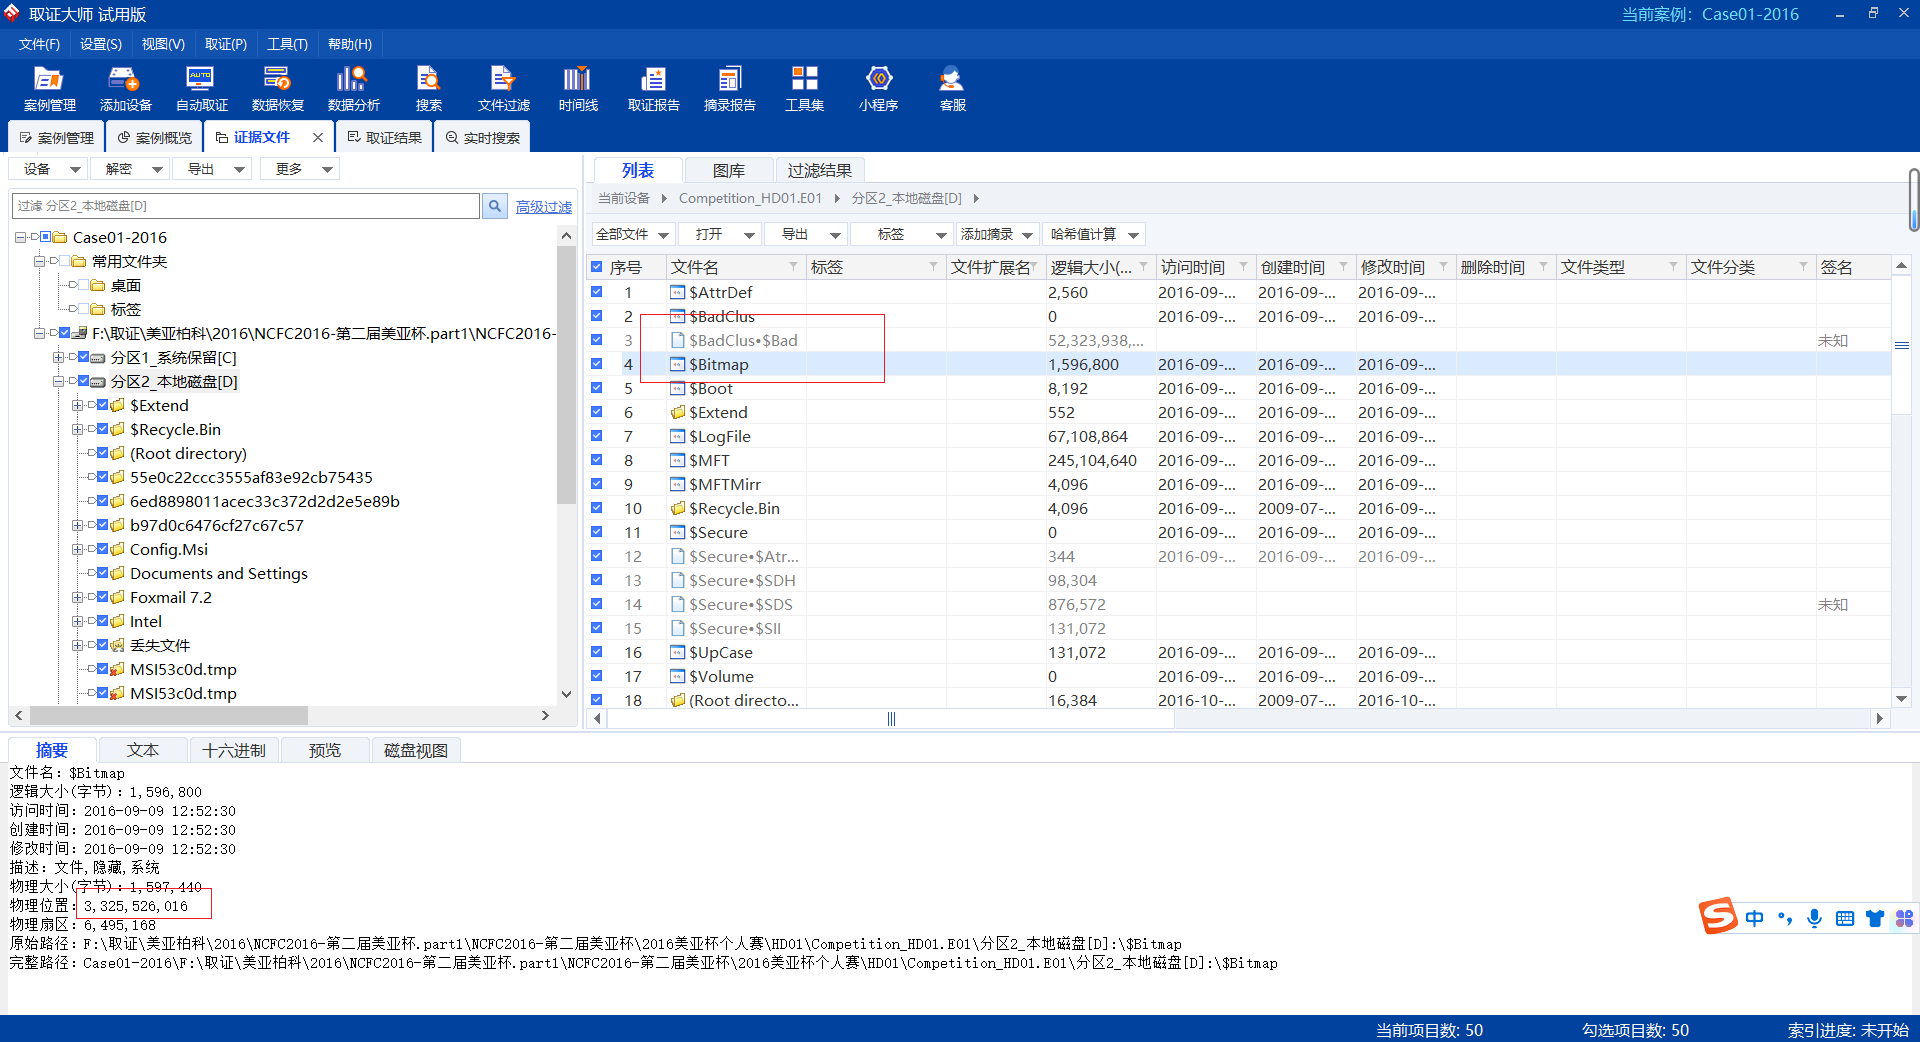 取证大师 试用版
当前案例: Case01-2016
文件(F) 设置(S) 视图(V) 取证(P) 工具(T) 帮助(H)
案例管理 添加设备 自动取证 数据恢复 数据分析 搜索 文件过滤 时间线 取证报告 摘录报告 工具集 小程序 客服
案例管理 案例概览 证据文件 取证结果 实时搜索
设备 解密 导出 更多
过滤 分区2_本地磁盘[D] 高级过滤
Case01-2016
常用文件夹
桌面
标签
F:\取证\美亚柏科\2016\NCFC2016-第二届美亚杯.part1\NCFC2016-
分区1_系统保留[C]
分区2_本地磁盘[D]
$Extend
$Recycle.Bin
(Root directory)
55e0c22ccc3555af83e92cb75435
6ed8898011acec33c372d2d2e5e89b
b97d0c6476cf27c67c57
Config.Msi
Documents and Settings
Foxmail 7.2
Intel
丢失文件
MSI53c0d.tmp
MSI53c0d.tmp
列表 图库 过滤结果
当前设备 Competition_HD01.E01 分区2_本地磁盘[D]
全部文件 打开 导出 标签 添加摘录 哈希值计算
序号 文件名 标签 文件扩展名 逻辑大小(... 访问时间 创建时间 修改时间 删除时间 文件类型 文件分类 签名
1 $AttrDef 2,560 2016-09-... 2016-09-... 2016-09-...
2 $BadClus 0 2016-09-... 2016-09-... 2016-09-...
3 $BadClus•$Bad 52,323,938,... 未知
4 $Bitmap 1,596,800 2016-09-... 2016-09-... 2016-09-...
5 $Boot 8,192 2016-09-... 2016-09-... 2016-09-...
6 $Extend 552 2016-09-... 2016-09-... 2016-09-...
7 $LogFile 67,108,864 2016-09-... 2016-09-... 2016-09-...
8 $MFT 245,104,640 2016-09-... 2016-09-... 2016-09-...
9 $MFTMirr 4,096 2016-09-... 2016-09-... 2016-09-...
10 $Recycle.Bin 4,096 2016-09-... 2009-07-... 2016-09-...
11 $Secure 0 2016-09-... 2016-09-... 2016-09-...
12 $Secure•$Atr... 344 2016-09-... 2016-09-... 2016-09-...
13 $Secure•$SDH 98,304
14 $Secure•$SDS 876,572 未知
15 $Secure•$SII 131,072
16 $UpCase 131,072 2016-09-... 2016-09-... 2016-09-...
17 $Volume 0 2016-09-... 2016-09-... 2016-09-...
18 (Root directo... 16,384 2016-10-... 2009-07-... 2016-10-...
摘要 文本 十六进制 预览 磁盘视图
文件名: $Bitmap
逻辑大小(字节): 1,596,800
访问时间: 2016-09-09 12:52:30
创建时间: 2016-09-09 12:52:30
修改时间: 2016-09-09 12:52:30
描述: 文件,隐藏,系统
物理大小(字节): 1,597,440
物理位置: 3,325,526,016
物理扇区: 6,495,168
原始路径: F:\取证\美亚柏科\2016\NCFC2016-第二届美亚杯.part1\NCFC2016-第二届美亚杯\2016美亚杯个人赛\HD01\Competition_HD01.E01\分区2_本地磁盘[D]:\$Bitmap
完整路径: Case01-2016\F:\取证\美亚柏科\2016\NCFC2016-第二届美亚杯.part1\NCFC2016-第二届美亚杯\2016美亚杯个人赛\HD01\Competition_HD01.E01\分区2_本地磁盘[D]:\$Bitmap
中
当前项目数: 50 勾选项目数: 50 索引进度: 未开始